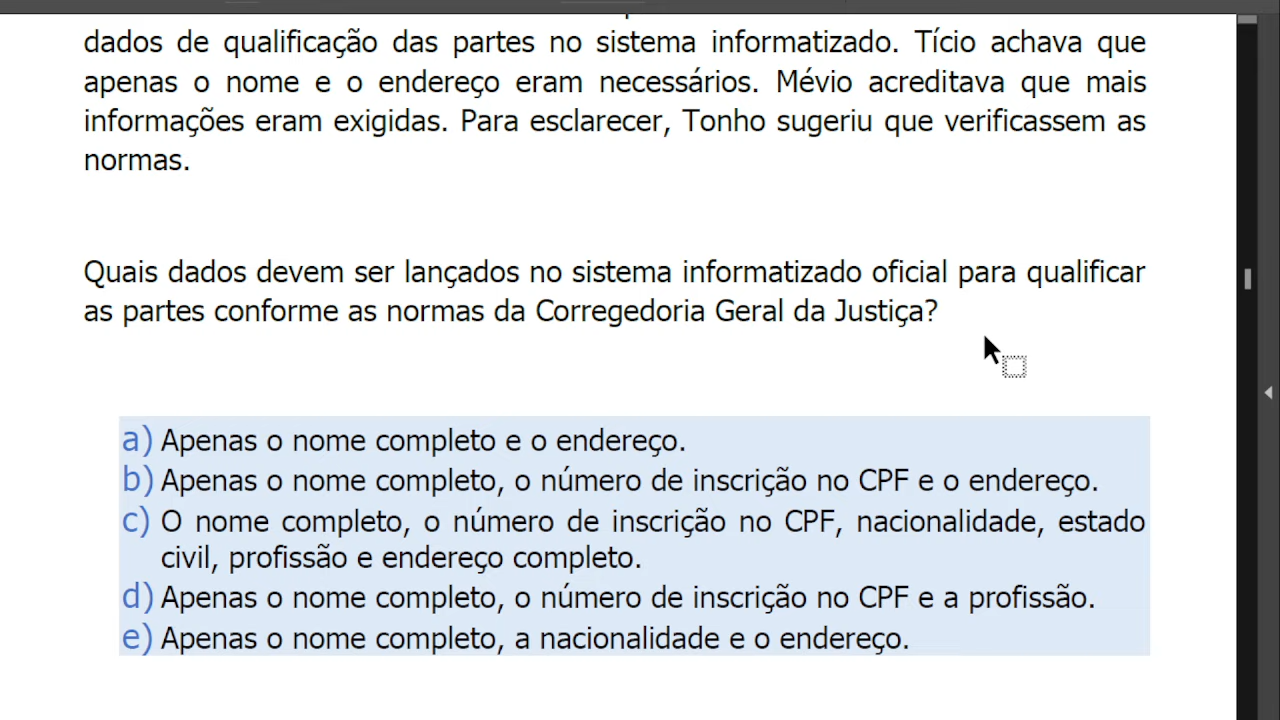 dados de qualificação das partes no sistema informatizado. Tício achava que
apenas o nome e o endereço eram necessários. Mévio acreditava que mais
informações eram exigidas. Para esclarecer, Tonho sugeriu que verificassem as
normas.
Quais dados devem ser lançados no sistema informatizado oficial para qualificar
as partes conforme as normas da Corregedoria Geral da Justiça?
a) Apenas o nome completo e o endereço.
b) Apenas o nome completo, o número de inscrição no CPF e o endereço.
c) O nome completo, o número de inscrição no CPF, nacionalidade, estado
civil, profissão e endereço completo.
d) Apenas o nome completo, o número de inscrição no CPF e a profissão.
e) Apenas o nome completo, a nacionalidade e o endereço.